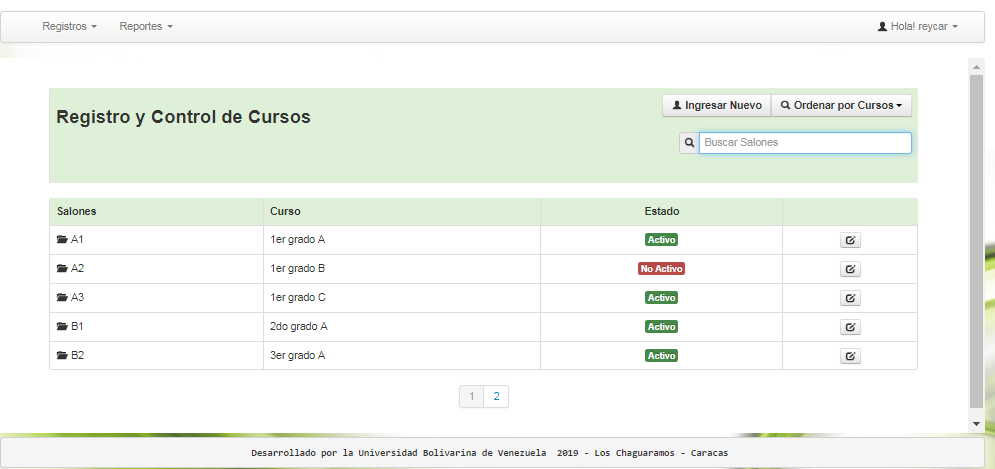 Registros Reportes Hola! reycar
Registro y Control de Cursos
Ingresar Nuevo Ordenar por Cursos
Buscar Salones
Salones Curso Estado
A1 1er grado A Activo
A2 1er grado B No Activo
A3 1er grado C Activo
B1 2do grado A Activo
B2 3er grado A Activo
1 2
Desarrollado por la Universidad Bolivarina de Venezuela 2019 - Los Chaguaramos - Caracas